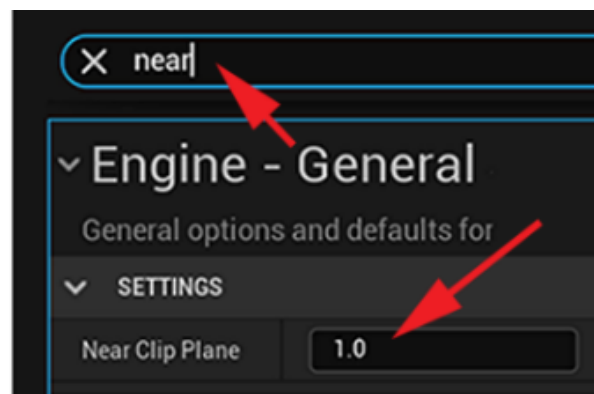 near
Engine - General
General options and defaults for
SETTINGS
Near Clip Plane 1.0